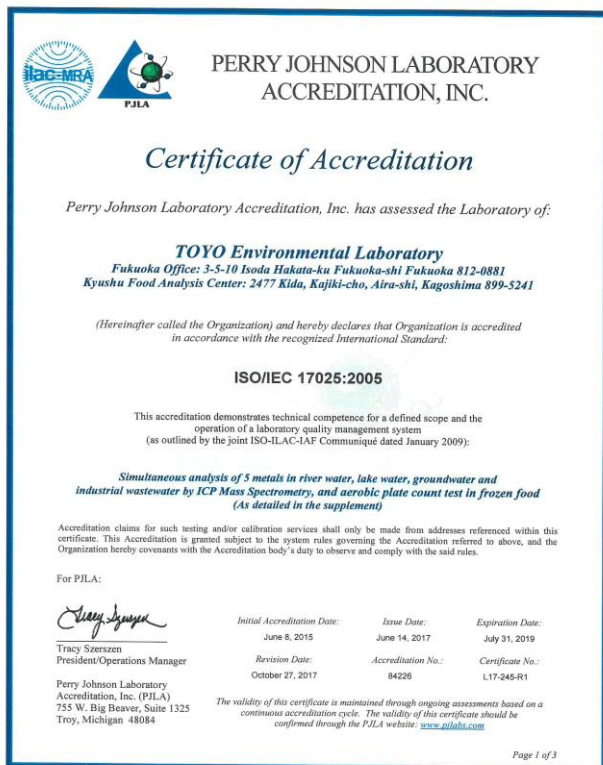 ilac-MRA
PJLA
PERRY JOHNSON LABORATORY
ACCREDITATION, INC.
Certificate of Accreditation
Perry Johnson Laboratory Accreditation, Inc. has assessed the Laboratory of:
TOYO Environmental Laboratory
Fukuoka Office: 3-5-10 Isoda Hakata-ku Fukuoka-shi Fukuoka 812-0881
Kyushu Food Analysis Center: 2477 Kida, Kajiki-cho, Aira-shi, Kagoshima 899-5241
(Hereinafter called the Organization) and hereby declares that Organization is accredited
in accordance with the recognized International Standard:
ISO/IEC 17025:2005
This accreditation demonstrates technical competence for a defined scope and the
operation of a laboratory quality management system
(as outlined by the joint ISO-ILAC-IAF Communiqué dated January 2009):
Simultaneous analysis of 5 metals in river water, lake water, groundwater and
industrial wastewater by ICP Mass Spectrometry, and aerobic plate count test in frozen food
(As detailed in the supplement)
Accreditation claims for such testing and/or calibration services shall only be made from addresses referenced within this
certificate. This Accreditation is granted subject to the system rules governing the Accreditation referred to above, and the
Organization hereby covenants with the Accreditation body's duty to observe and comply with the said rules.
For PJLA:
Tracy Szerszen
Tracy Szerszen
President/Operations Manager
Perry Johnson Laboratory
Accreditation, Inc. (PJLA)
755 W. Big Beaver, Suite 1325
Troy, Michigan 48084
Initial Accreditation Date: Issue Date: Expiration Date:
June 8, 2015 June 14, 2017 July 31, 2019
Revision Date: Accreditation No.: Certificate No.:
October 27, 2017 84226 L17-245-R1
The validity of this certificate is maintained through ongoing assessments based on a
continuous accreditation cycle. The validity of this certificate should be
confirmed through the PJLA website: www.pjlabs.com
Page 1 of 3